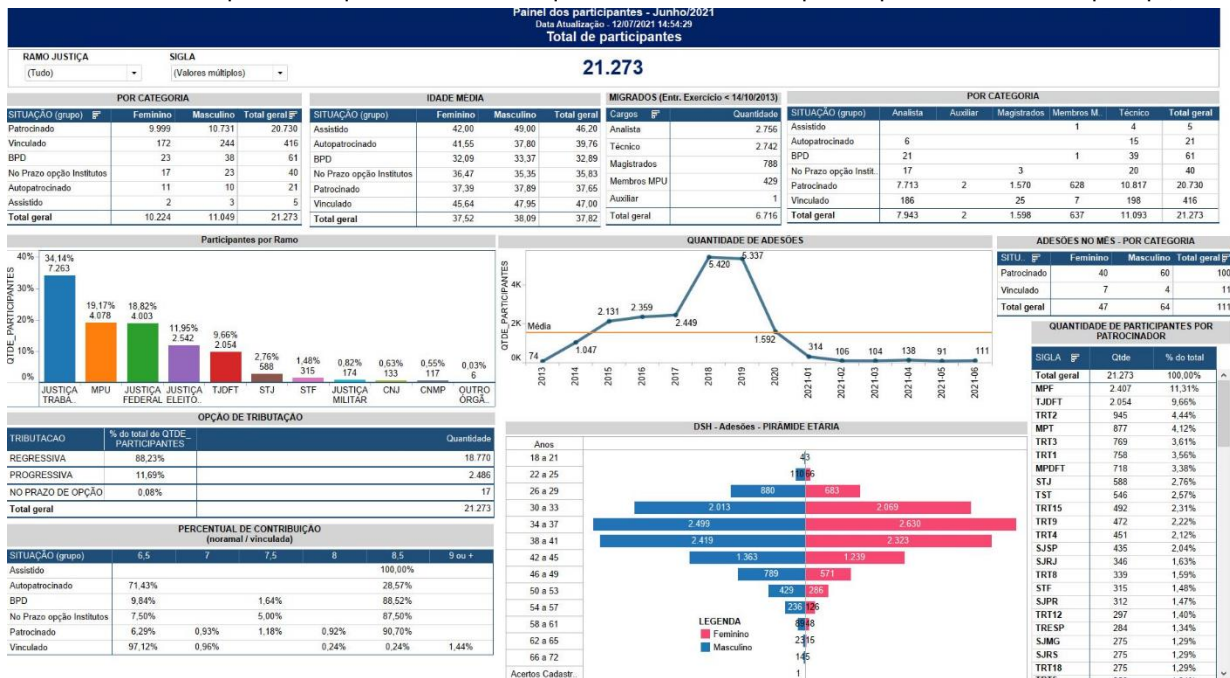 Painel dos participantes - Junho/2021
Data Atualização - 12/07/2021 14:54:29
Total de participantes
RAMO JUSTIÇA SIGLA
(Tudo) (Valores múltiplos)
21.273
POR CATEGORIA
SITUAÇÃO (grupo) Feminino Masculino Total geral
Patrocinado 9.999 10.731 20.730
Vinculado 172 244 416
BPD 23 38 61
No Prazo opção Institutos 17 23 40
Autopatrocinado 11 10 21
Assistido 2 3 5
Total geral 10.224 11.049 21.273
IDADE MÉDIA
SITUAÇÃO (grupo) Feminino Masculino Total geral
Assistido 42,00 49,00 46,20
Autopatrocinado 41,55 37,80 39,76
BPD 32,09 33,37 32,89
No Prazo opção Institutos 36,47 35,35 35,83
Patrocinado 37,39 37,89 37,65
Vinculado 45,64 47,95 47,00
Total geral 37,52 38,09 37,82
MIGRADOS (Entr. Exercício < 14/10/2013)
Cargos Quantidade
Analista 2.756
Técnico 2.742
Magistrados 788
Membros MPU 429
Auxiliar 1
Total geral 6.716
POR CATEGORIA
SITUAÇÃO (grupo) Analista Auxiliar Magistrados Membros M.. Técnico Total geral
Assistido 1 4 5
Autopatrocinado 6 15 21
BPD 21 1 39 61
No Prazo opção Instit.. 17 3 20 40
Patrocinado 7.713 2 1.570 628 10.817 20.730
Vinculado 186 25 7 198 416
Total geral 7.943 2 1.598 637 11.093 21.273
Participantes por Ramo
QTDE_PARTICIPANTES
40%
30%
20%
10%
0%
34,14% 19,17% 18,82% 11,95% 9,66% 2,76% 1,48% 0,82% 0,63% 0,55% 0,03%
7.263 4.078 4.003 2.542 2.054 588 315 174 133 117 6
JUSTIÇA TRABA.. MPU JUSTIÇA FEDERAL JUSTIÇA ELEITO.. TJDFT STJ STF JUSTIÇA MILITAR CNJ CNMP OUTRO ÓRGÃ..
QUANTIDADE DE ADESÕES
QTDE_PARTICIPANTES
4K
2K
0K
Média
74 1.047 2.131 2.359 2.449 5.420 5.337 1.592 314 106 104 138 91 111
2013 2014 2015 2016 2017 2018 2019 2020 2021-01 2021-02 2021-03 2021-04 2021-05 2021-06
ADESÕES NO MÊS - POR CATEGORIA
SITU.. Feminino Masculino Total geral
Patrocinado 40 60 100
Vinculado 7 4 11
Total geral 47 64 111
OPÇÃO DE TRIBUTAÇÃO
TRIBUTACAO % do total de QTDE_PARTICIPANTES Quantidade
REGRESSIVA 88,23% 18.770
PROGRESSIVA 11,69% 2.486
NO PRAZO DE OPÇÃO 0,08% 17
Total geral 21.273
PERCENTUAL DE CONTRIBUIÇÃO
(noramal / vinculada)
SITUAÇÃO (grupo) 6,5 7 7,5 8 8,5 9 ou +
Assistido 100,00%
Autopatrocinado 71,43% 28,57%
BPD 9,84% 1,64% 88,52%
No Prazo opção Institutos 7,50% 5,00% 87,50%
Patrocinado 6,29% 0,93% 1,18% 0,92% 90,70%
Vinculado 97,12% 0,96% 0,24% 0,24% 1,44%
DSH - Adesões - PIRÂMIDE ETÁRIA
Anos
18 a 21 4 3
22 a 25 110 66
26 a 29 880 683
30 a 33 2.013 2.069
34 a 37 2.499 2.630
38 a 41 2.419 2.323
42 a 45 1.363 1.239
46 a 49 789 571
50 a 53 429 286
54 a 57 236 126
58 a 61 89 48
62 a 65 23 15
66 a 72 14 5
Acertos Cadastr.. 1
LEGENDA
Feminino
Masculino
QUANTIDADE DE PARTICIPANTES POR
PATROCINADOR
SIGLA Qtde % do total
Total geral 21.273 100,00%
MPF 2.407 11,31%
TJDFT 2.054 9,66%
TRT2 945 4,44%
MPT 877 4,12%
TRT3 769 3,61%
TRT1 758 3,56%
MPDFT 718 3,38%
STJ 588 2,76%
TST 546 2,57%
TRT15 492 2,31%
TRT9 472 2,22%
TRT4 451 2,12%
SJSP 435 2,04%
SJRJ 346 1,63%
TRT8 339 1,59%
STF 315 1,48%
SJPR 312 1,47%
TRT12 297 1,40%
TRESP 284 1,34%
SJMG 275 1,29%
SJRS 275 1,29%
TRT18 275 1,29%